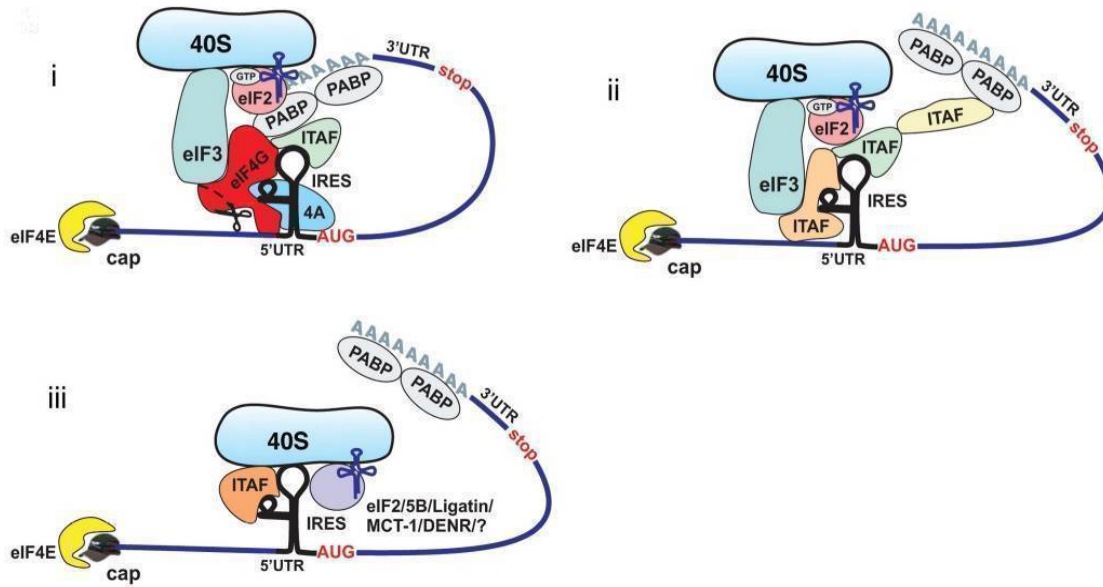 i
40S
GTP
eIF2
AAAAAA
PABP
PABP
3'UTR
stop
eIF3
eIF4G
ITAF
IRES
4A
eIF4E
cap
5'UTR
AUG
ii
40S
GTP
eIF2
AAAAAAAAA
PABP
PABP
3'UTR
stop
eIF3
ITAF
ITAF
ITAF
IRES
eIF4E
cap
5'UTR
AUG
iii
40S
AAAAAAAAA
PABP
PABP
3'UTR
stop
ITAF
IRES
eIF2/5B/Ligatin/
MCT-1/DENR/?
eIF4E
cap
5'UTR
AUG